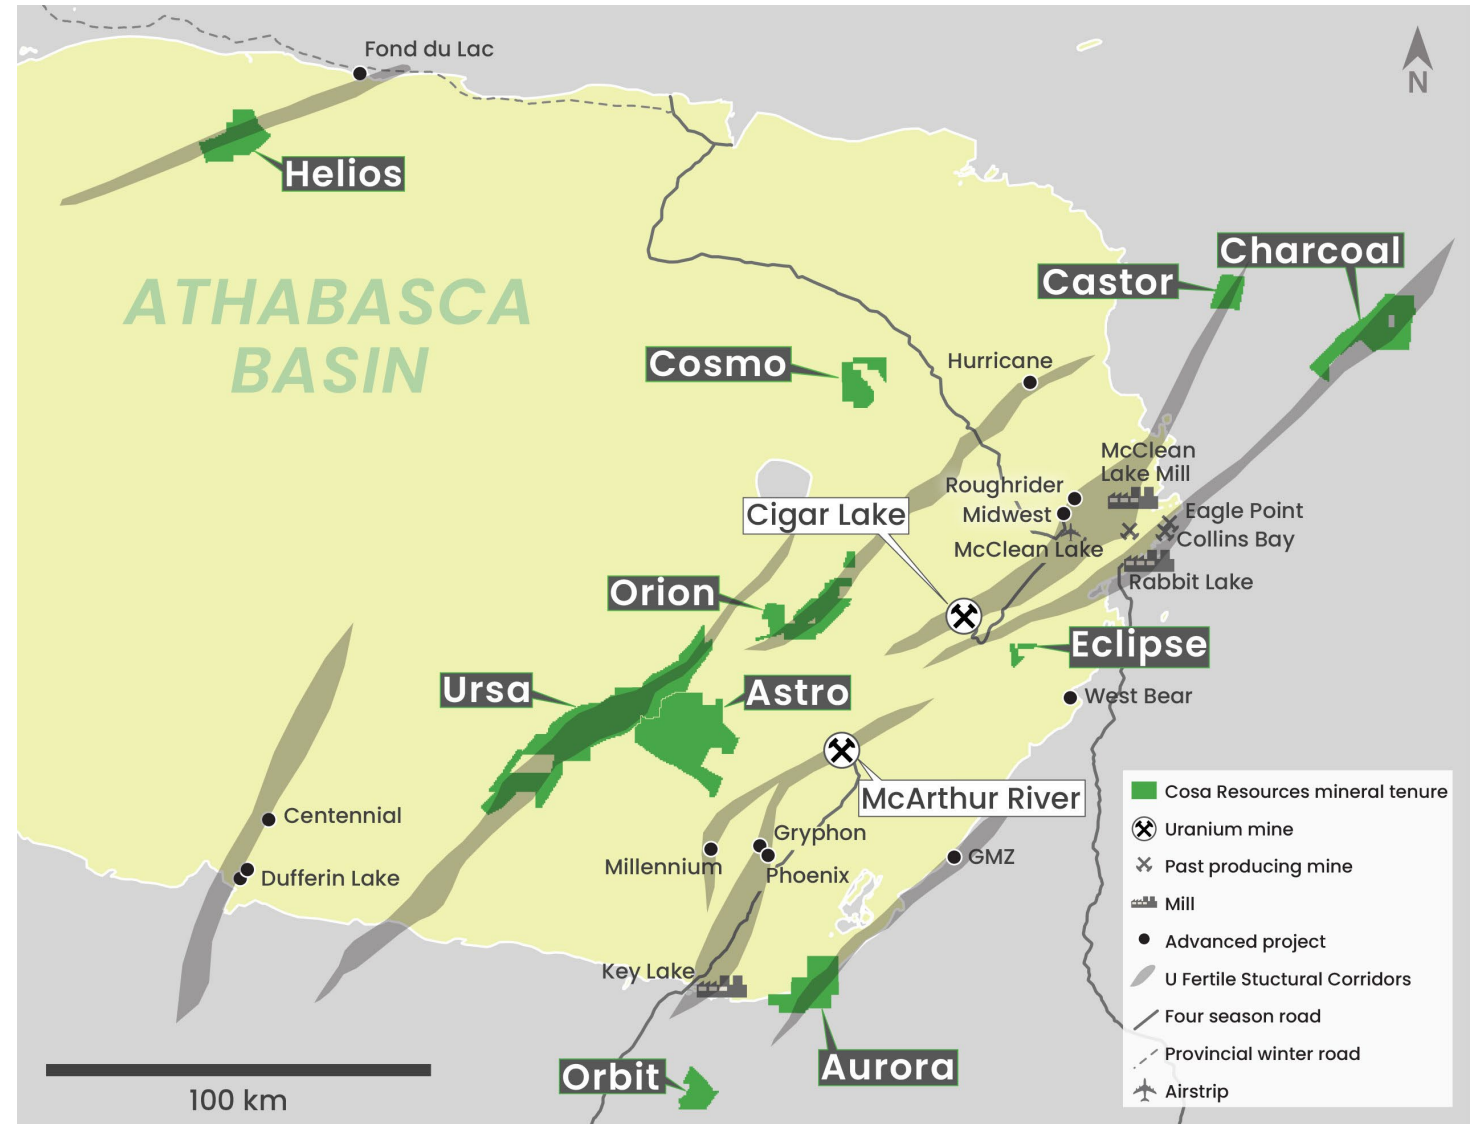 Fond du Lac
N
Helios
Charcoal
Castor
ATHABASCA
BASIN
Cosmo
Hurricane
McClean
Lake Mill
Roughrider
Cigar Lake
Midwest
Eagle Point
Collins Bay
McClean Lake
Rabbit Lake
Orion
Eclipse
Ursa
Astro
West Bear
McArthur River
Centennial
Gryphon
Millennium
Phoenix
GMZ
Dufferin Lake
Key Lake
Aurora
Orbit
100 km
Cosa Resources mineral tenure
Uranium mine
Past producing mine
Mill
Advanced project
U Fertile Stuctural Corridors
Four season road
Provincial winter road
Airstrip